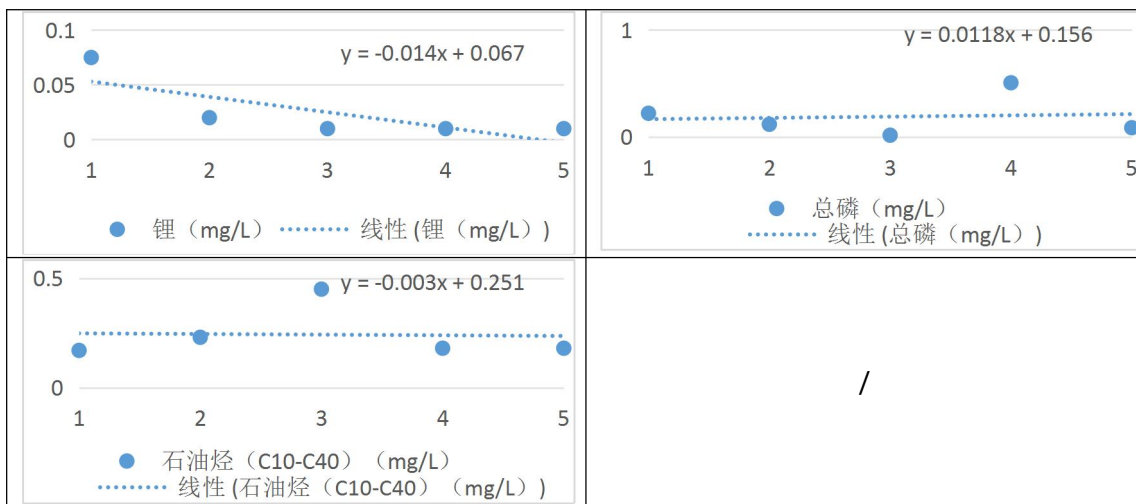 0.1
y = -0.014x + 0.067
0.05
0
1 2 3 4 5
锂（mg/L） 线性 (锂（mg/L）)
1
y = 0.0118x + 0.156
0
1 2 3 4 5
总磷（mg/L）
线性 (总磷（mg/L）)
0.5
y = -0.003x + 0.251
0
1 2 3 4 5
石油烃（C10-C40）（mg/L）
线性 (石油烃（C10-C40）（mg/L）)
/